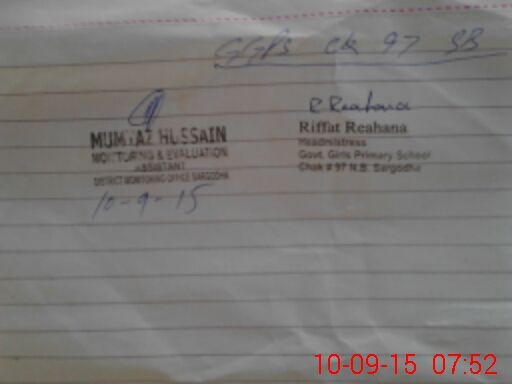 GGPS Ck 97 SB
R Reahana
MUMTAZ HUSSAIN
MONITORING & EVALUATION
ASSISTANT
DISTRICT MONITORING OFFICE SARGODHA
10-9-15
Riffat Reahana
Headmistress
Govt. Girls Primary School
Chak # 97 N.B. Sargodha
10-09-15 07:52